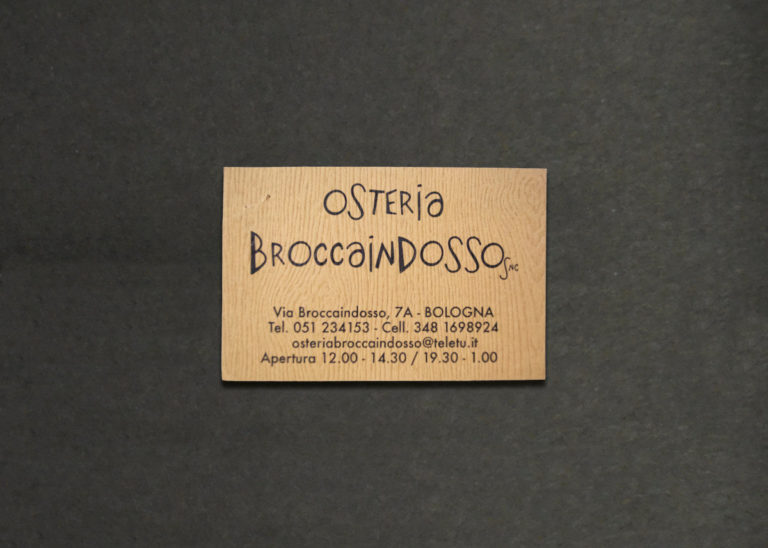 OSTERia
BROCCaiNDOSSO SNC
Via Broccaindosso, 7A - BOLOGNA
Tel. 051 234153 - Cell. 348 1698924
osteriabroccaindosso@teletu.it
Apertura 12.00 - 14.30 / 19.30 - 1.00